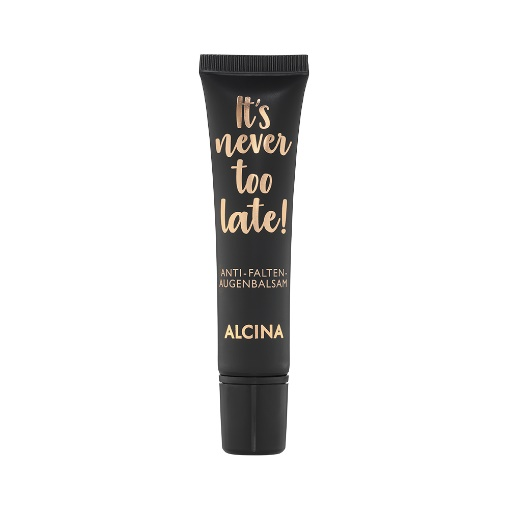 It's
never
too
late!
ANTI-FALTEN-
AUGENBALSAM
ALCINA